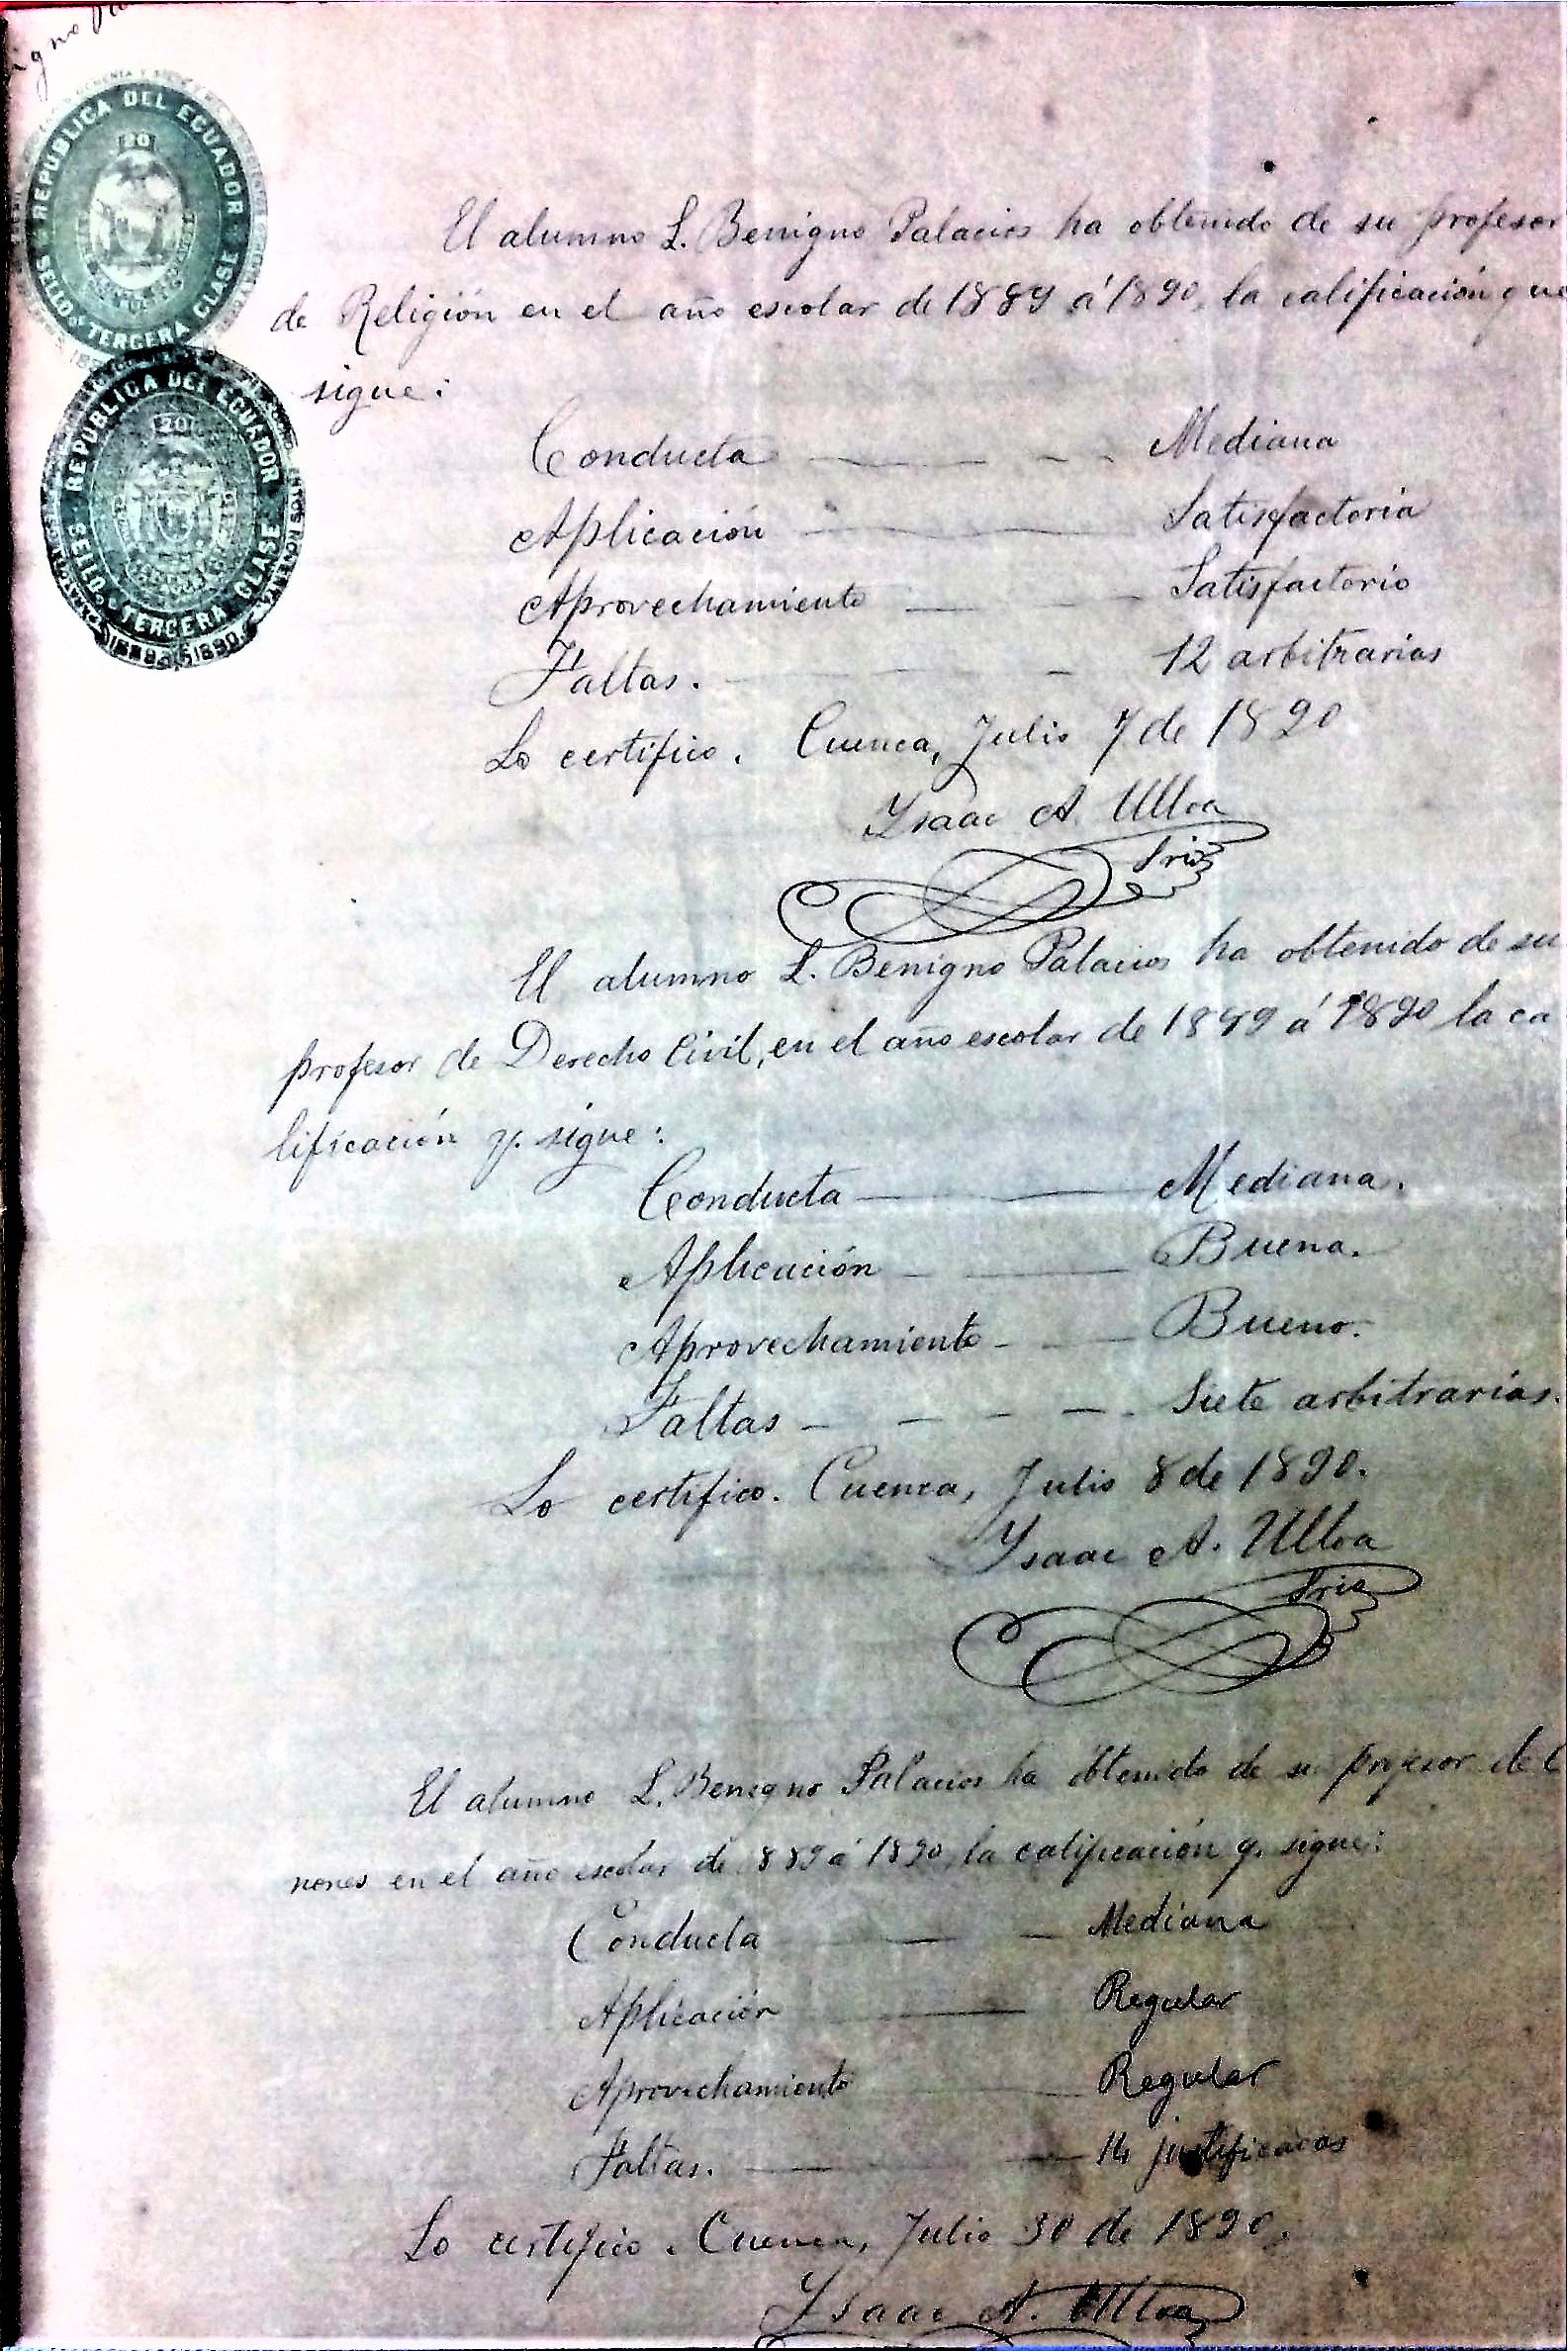 REPUBLICA DEL ECUADOR
20
SELLO TERCERA CLASE
REPUBLICA DEL ECUADOR
20
SELLO TERCERA CLASE
El alumno L. Benigno Palacios ha obtenido de su profesor
de Religión en el año escolar de 1889 á 1890, la calificación que
sigue:
Conducta — — — - - Mediana
Aplicación — — — Satisfactoria
Aprovechamiento — — — Satisfactorio
Faltas. — — - 12 arbitrarias
Lo certifico. Cuenca, Julio 7 de 1890
Ysaac A. Ulloa
Srio
El alumno L. Benigno Palacios ha obtenido de su
profesor de Derecho Civil, en el año escolar de 1889 á 1890 la ca
lificación q. sigue:
Conducta — — Mediana.
Aplicación — — Buena.
Aprovechamiento - — Bueno.
Faltas — - - — . Siete arbitrarias.
Lo certifico. Cuenca, Julio 8 de 1890.
Ysaac A. Ulloa
Srio
El alumno L. Benigno Palacios ha obtenido de su profesor de C
nones en el año escolar de 889 á 1890, la calificación q. sigue:
Conducta — — Mediana
Aplicación — Regular
Aprovechamiento — Regular
Faltas. — — 14 justificadas
Lo certifico. Cuenca, Julio 30 de 1890.
Ysaac A. Ulloa